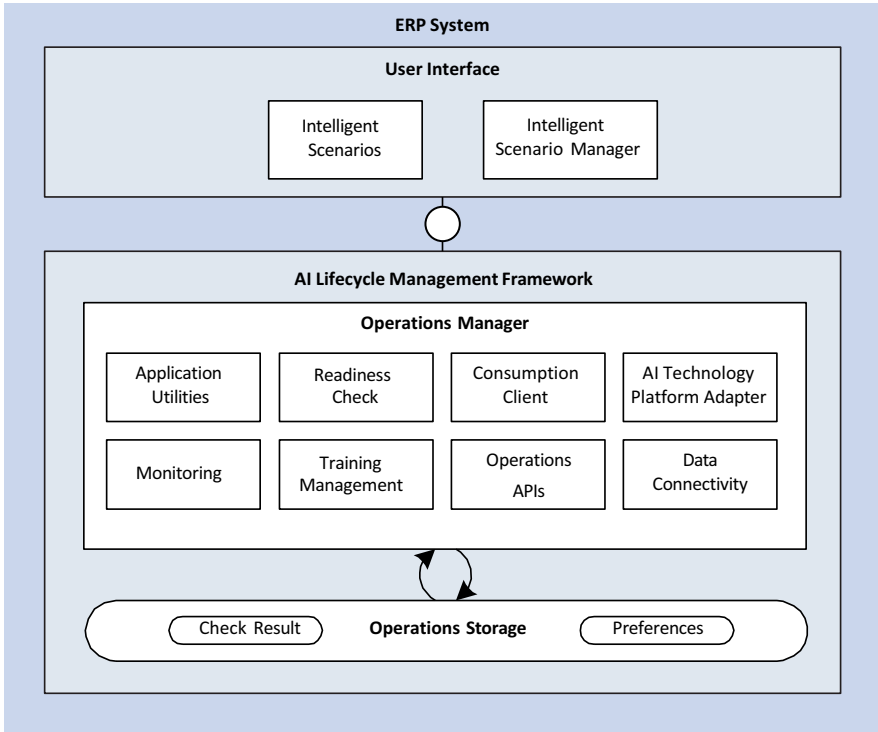 ERP System
User Interface
Intelligent
Scenarios
Intelligent
Scenario Manager
AI Lifecycle Management Framework
Operations Manager
Application
Utilities
Readiness
Check
Consumption
Client
AI Technology
Platform Adapter
Monitoring
Training
Management
Operations
APIs
Data
Connectivity
Check Result
Operations Storage
Preferences